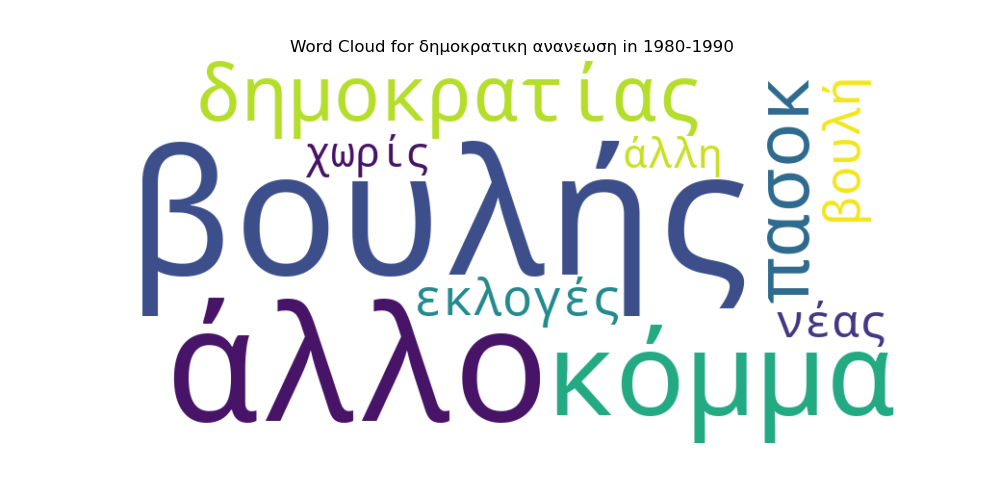 Word Cloud for δημοκρατικη ανανεωση in 1980-1990
δημοκρατίας
χωρίς
άλλη
βουλής
πασοκ
βουλή
εκλογές
νέας
άλλο
κόμμα